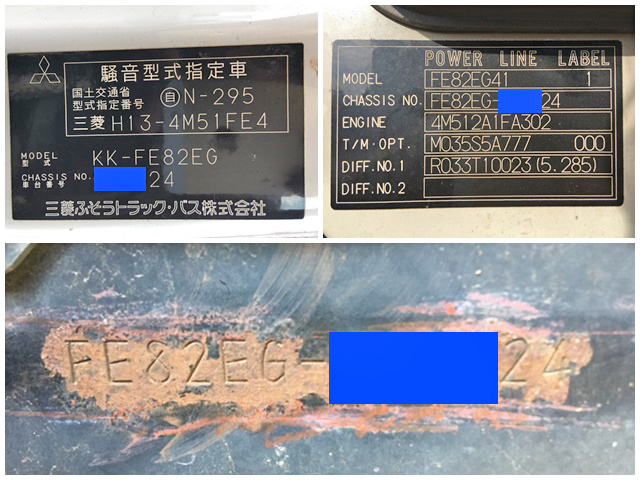 騒音型式指定車
国土交通省
型式指定番号 自N-295
三菱 H13-4M51FE4
MODEL
型式 KK-FE82EG
CHASSIS NO.
車台番号 24
三菱ふそうトラック・バス株式会社
POWER LINE LABEL
MODEL FE82EG41 1
CHASSIS NO. FE82EG- 24
ENGINE 4M512A1FA302
T/M・OPT. M035S5A777 000
DIFF.NO.1 R033T10023(5.285)
DIFF.NO.2
FE82EG- 24